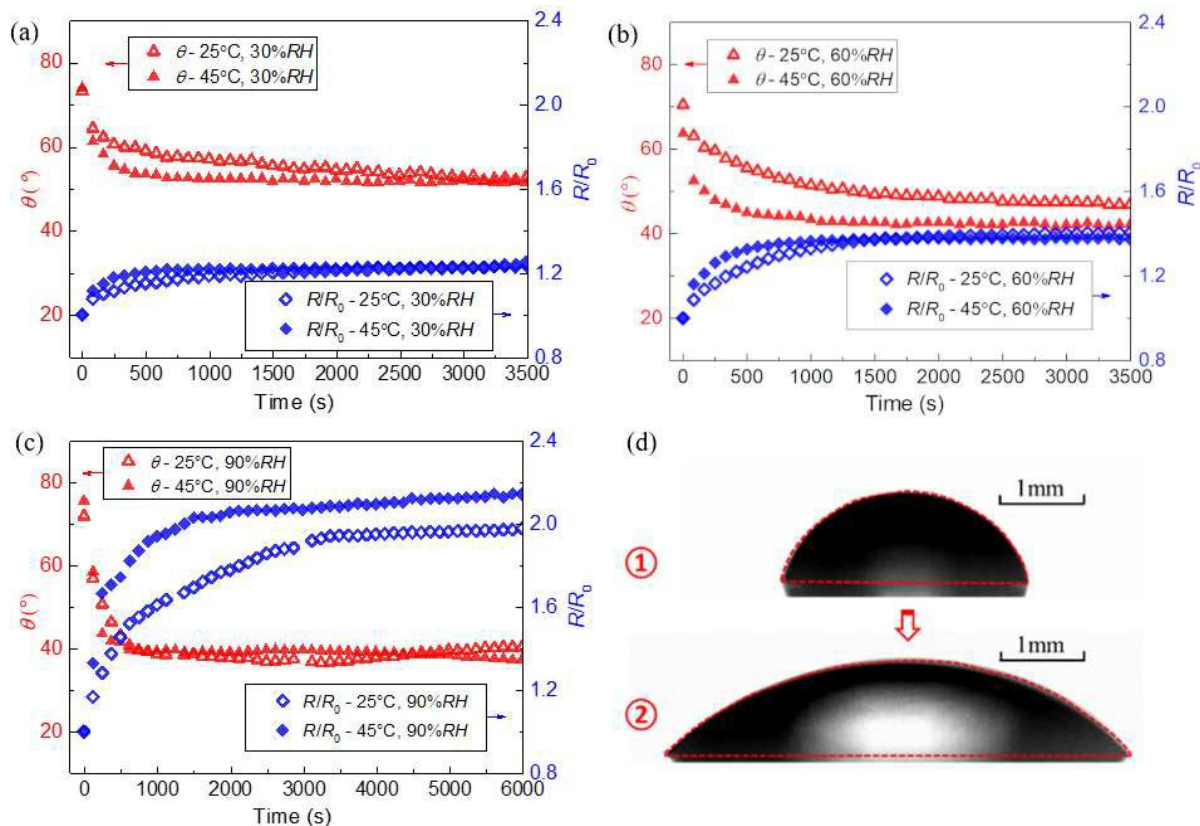 (a)
θ - 25°C, 30%RH
θ - 45°C, 30%RH
R/R0 - 25°C, 30%RH
R/R0 - 45°C, 30%RH
80
60
40
20
θ (°)
2.4
2.0
1.6
1.2
0.8
R/R0
0 500 1000 1500 2000 2500 3000 3500
Time (s)
(b)
θ - 25°C, 60%RH
θ - 45°C, 60%RH
R/R0 - 25°C, 60%RH
R/R0 - 45°C, 60%RH
80
60
40
20
θ (°)
2.4
2.0
1.6
1.2
0.8
R/R0
0 500 1000 1500 2000 2500 3000 3500
Time (s)
(c)
θ - 25°C, 90%RH
θ - 45°C, 90%RH
R/R0 - 25°C, 90%RH
R/R0 - 45°C, 90%RH
80
60
40
20
θ (°)
2.4
2.0
1.6
1.2
0.8
R/R0
0 1000 2000 3000 4000 5000 6000
Time (s)
(d)
1mm
①
1mm
②